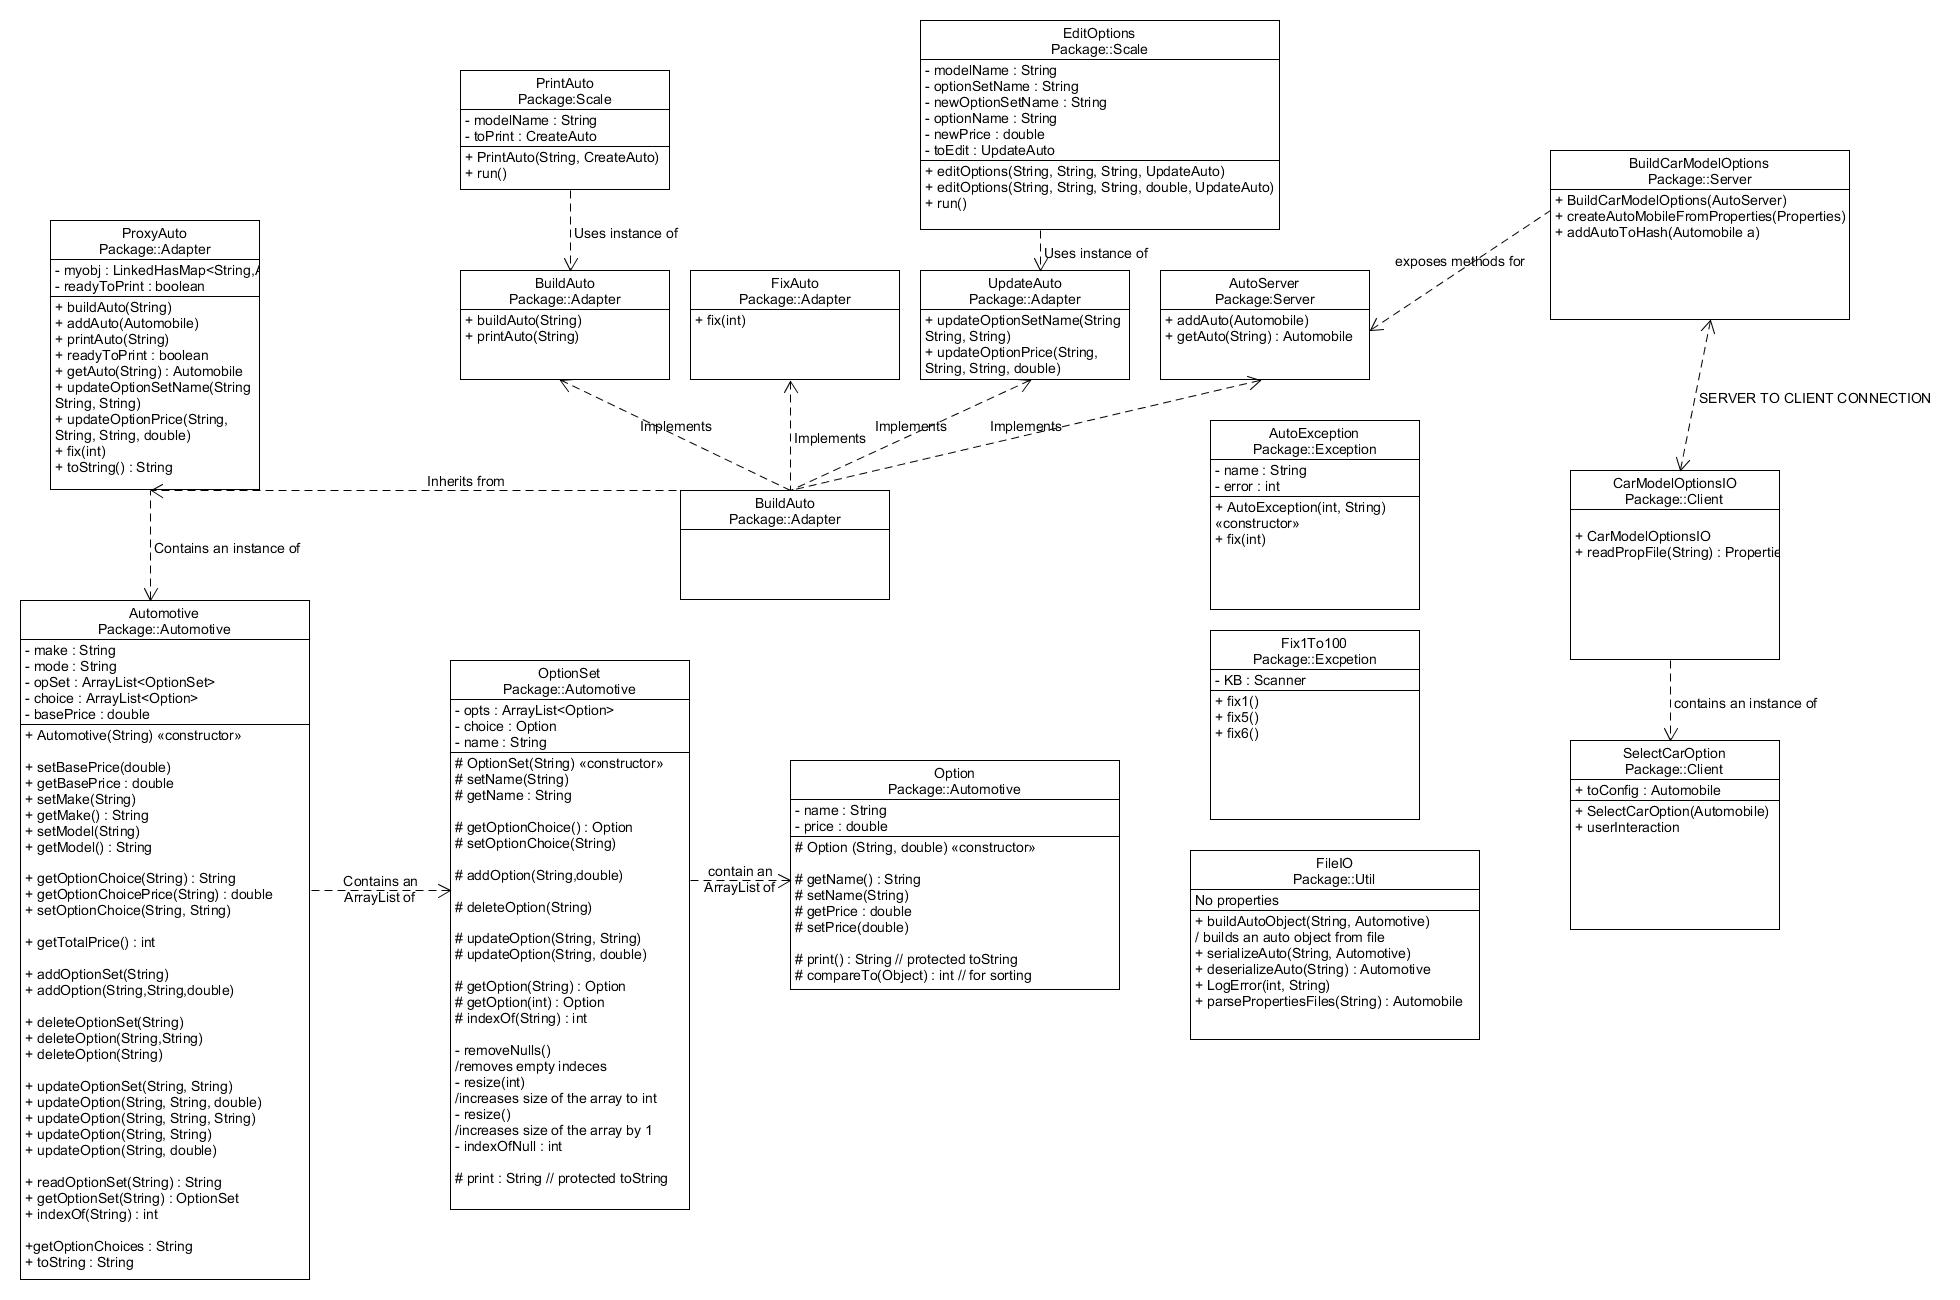 EditOptions
Package::Scale
- modelName : String
- optionSetName : String
- newOptionSetName : String
- optionName : String
- newPrice : double
- toEdit : UpdateAuto
+ editOptions(String, String, String, UpdateAuto)
+ editOptions(String, String, String, double, UpdateAuto)
+ run()
PrintAuto
Package:Scale
- modelName : String
- toPrint : CreateAuto
+ PrintAuto(String, CreateAuto)
+ run()
BuildCarModelOptions
Package::Server
+ BuildCarModelOptions(AutoServer)
+ createAutoMobileFromProperties(Properties)
+ addAutoToHash(Automobile a)
ProxyAuto
Package::Adapter
- myobj : LinkedHasMap<String,A
- readyToPrint : boolean
+ buildAuto(String)
+ addAuto(Automobile)
+ printAuto(String)
+ readyToPrint : boolean
+ getAuto(String) : Automobile
+ updateOptionSetName(String
String, String)
+ updateOptionPrice(String,
String, String, double)
+ fix(int)
+ toString() : String
Uses instance of
Uses instance of
exposes methods for
BuildAuto
Package::Adapter
+ buildAuto(String)
+ printAuto(String)
FixAuto
Package::Adapter
+ fix(int)
UpdateAuto
Package::Adapter
+ updateOptionSetName(String
String, String)
+ updateOptionPrice(String,
String, String, double)
AutoServer
Package:Server
+ addAuto(Automobile)
+ getAuto(String) : Automobile
SERVER TO CLIENT CONNECTION
Implements
Implements
Implements
Implements
Inherits from
BuildAuto
Package::Adapter
AutoException
Package::Exception
- name : String
- error : int
+ AutoException(int, String)
«constructor»
+ fix(int)
CarModelOptionsIO
Package::Client
+ CarModelOptionsIO
+ readPropFile(String) : Propertie
Contains an instance of
Automotive
Package::Automotive
- make : String
- mode : String
- opSet : ArrayList<OptionSet>
- choice : ArrayList<Option>
- basePrice : double
+ Automotive(String) «constructor»
+ setBasePrice(double)
+ getBasePrice : double
+ setMake(String)
+ getMake() : String
+ setModel(String)
+ getModel() : String
+ getOptionChoice(String) : String
+ getOptionChoicePrice(String) : double
+ setOptionChoice(String, String)
+ getTotalPrice() : int
+ addOptionSet(String)
+ addOption(String,String,double)
+ deleteOptionSet(String)
+ deleteOption(String,String)
+ deleteOption(String)
+ updateOptionSet(String, String)
+ updateOption(String, String, double)
+ updateOption(String, String, String)
+ updateOption(String, String)
+ updateOption(String, double)
+ readOptionSet(String) : String
+ getOptionSet(String) : OptionSet
+ indexOf(String) : int
+getOptionChoices : String
+ toString : String
Contains an
ArrayList of
OptionSet
Package::Automotive
- opts : ArrayList<Option>
- choice : Option
- name : String
# OptionSet(String) «constructor»
# setName(String)
# getName : String
# getOptionChoice() : Option
# setOptionChoice(String)
# addOption(String,double)
# deleteOption(String)
# updateOption(String, String)
# updateOption(String, double)
# getOption(String) : Option
# getOption(int) : Option
# indexOf(String) : int
- removeNulls()
/removes empty indeces
- resize(int)
/increases size of the array to int
- resize()
/increases size of the array by 1
- indexOfNull : int
# print : String // protected toString
contain an
ArrayList of
Option
Package::Automotive
- name : String
- price : double
# Option (String, double) «constructor»
# getName() : String
# setName(String)
# getPrice : double
# setPrice(double)
# print() : String // protected toString
# compareTo(Object) : int // for sorting
Fix1To100
Package::Excpetion
- KB : Scanner
+ fix1()
+ fix5()
+ fix6()
contains an instance of
SelectCarOption
Package::Client
+ toConfig : Automobile
+ SelectCarOption(Automobile)
+ userInteraction
FileIO
Package::Util
No properties
+ buildAutoObject(String, Automotive)
/ builds an auto object from file
+ serializeAuto(String, Automotive)
+ deserializeAuto(String) : Automotive
+ LogError(int, String)
+ parsePropertiesFiles(String) : Automobile